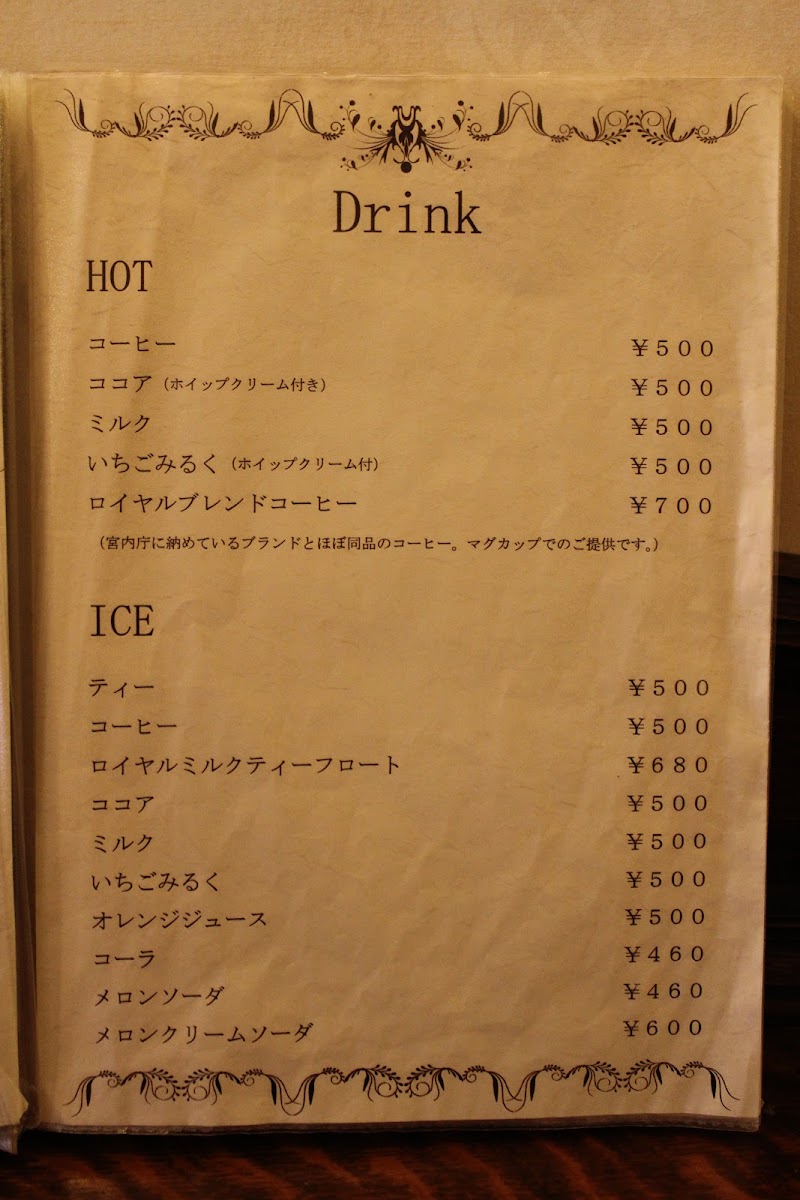 Drink
HOT
コーヒー ￥５００
ココア（ホイップクリーム付き） ￥５００
ミルク ￥５００
いちごみるく（ホイップクリーム付） ￥５００
ロイヤルブレンドコーヒー ￥７００
（宮内庁に納めているブランドとほぼ同品のコーヒー。マグカップでのご提供です。）
ICE
ティー ￥５００
コーヒー ￥５００
ロイヤルミルクティーフロート ￥６８０
ココア ￥５００
ミルク ￥５００
いちごみるく ￥５００
オレンジジュース ￥５００
コーラ ￥４６０
メロンソーダ ￥４６０
メロンクリームソーダ ￥６００